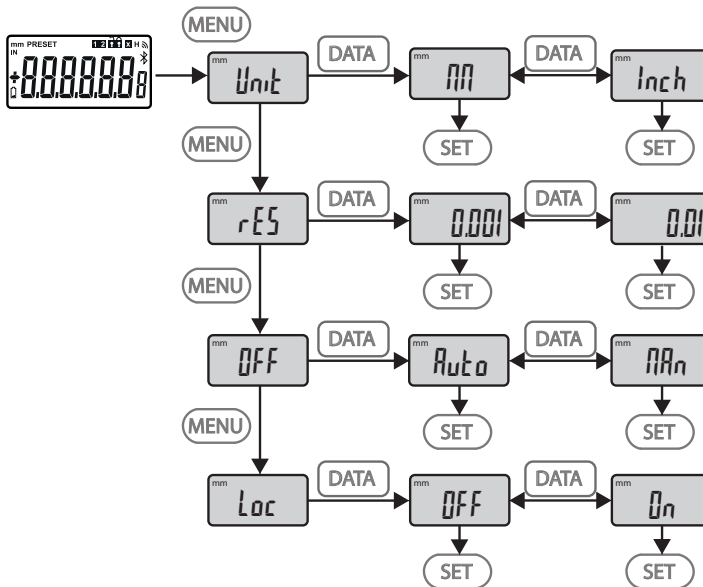 MENU
mm PRESET 1 2 T1 T X H
IN
8.8.8.8.8.8 8
DATA DATA
mm Unit mm MM mm Inch
SET SET
MENU
DATA DATA
mm rES mm 0.001 mm 0.01
SET SET
MENU
DATA DATA
mm OFF mm Auto mm MAn
SET SET
MENU
DATA DATA
mm Loc mm OFF mm On
SET SET